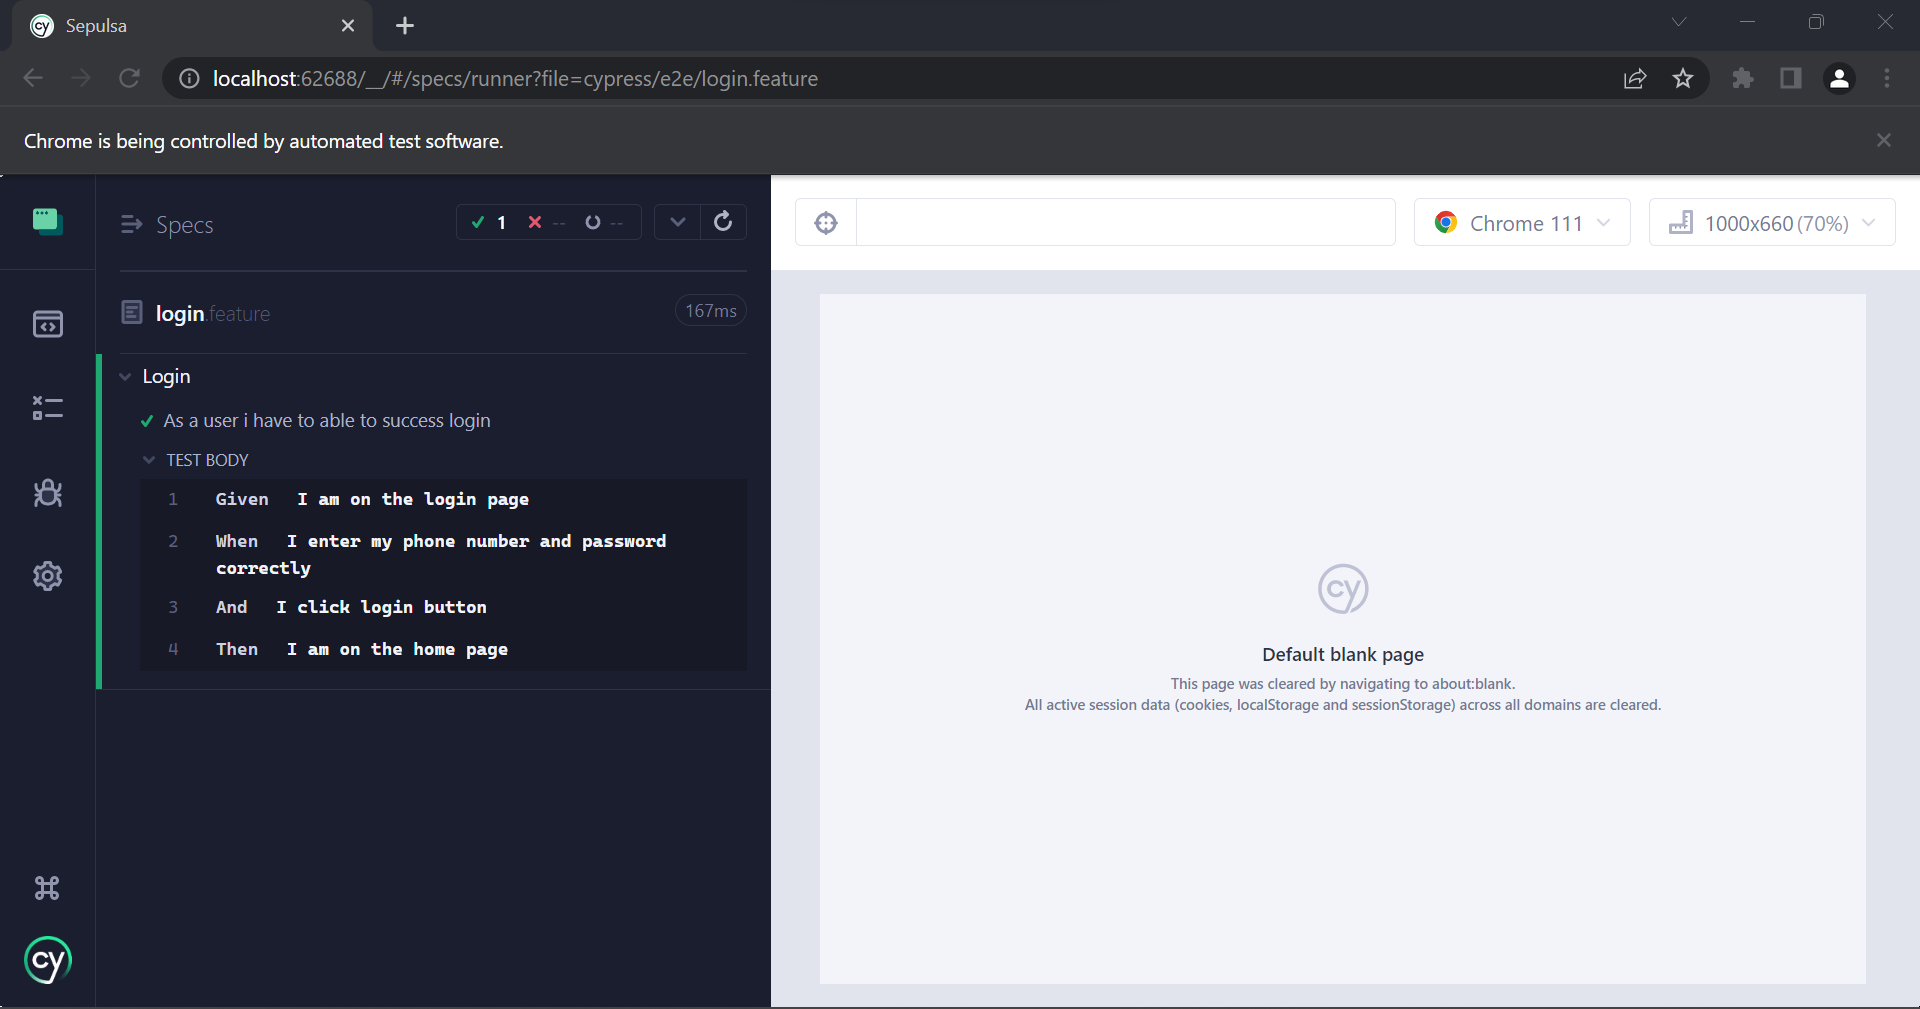 Sepulsa
localhost:62688/__/#/specs/runner?file=cypress/e2e/login.feature
Chrome is being controlled by automated test software.
Specs
1 -- --
Chrome 111
1000x660 (70%)
login.feature
167ms
Login
As a user i have to able to success login
TEST BODY
1 Given I am on the login page
2 When I enter my phone number and password
correctly
3 And I click login button
4 Then I am on the home page
cy
Default blank page
This page was cleared by navigating to about:blank.
All active session data (cookies, localStorage and sessionStorage) across all domains are cleared.
cy